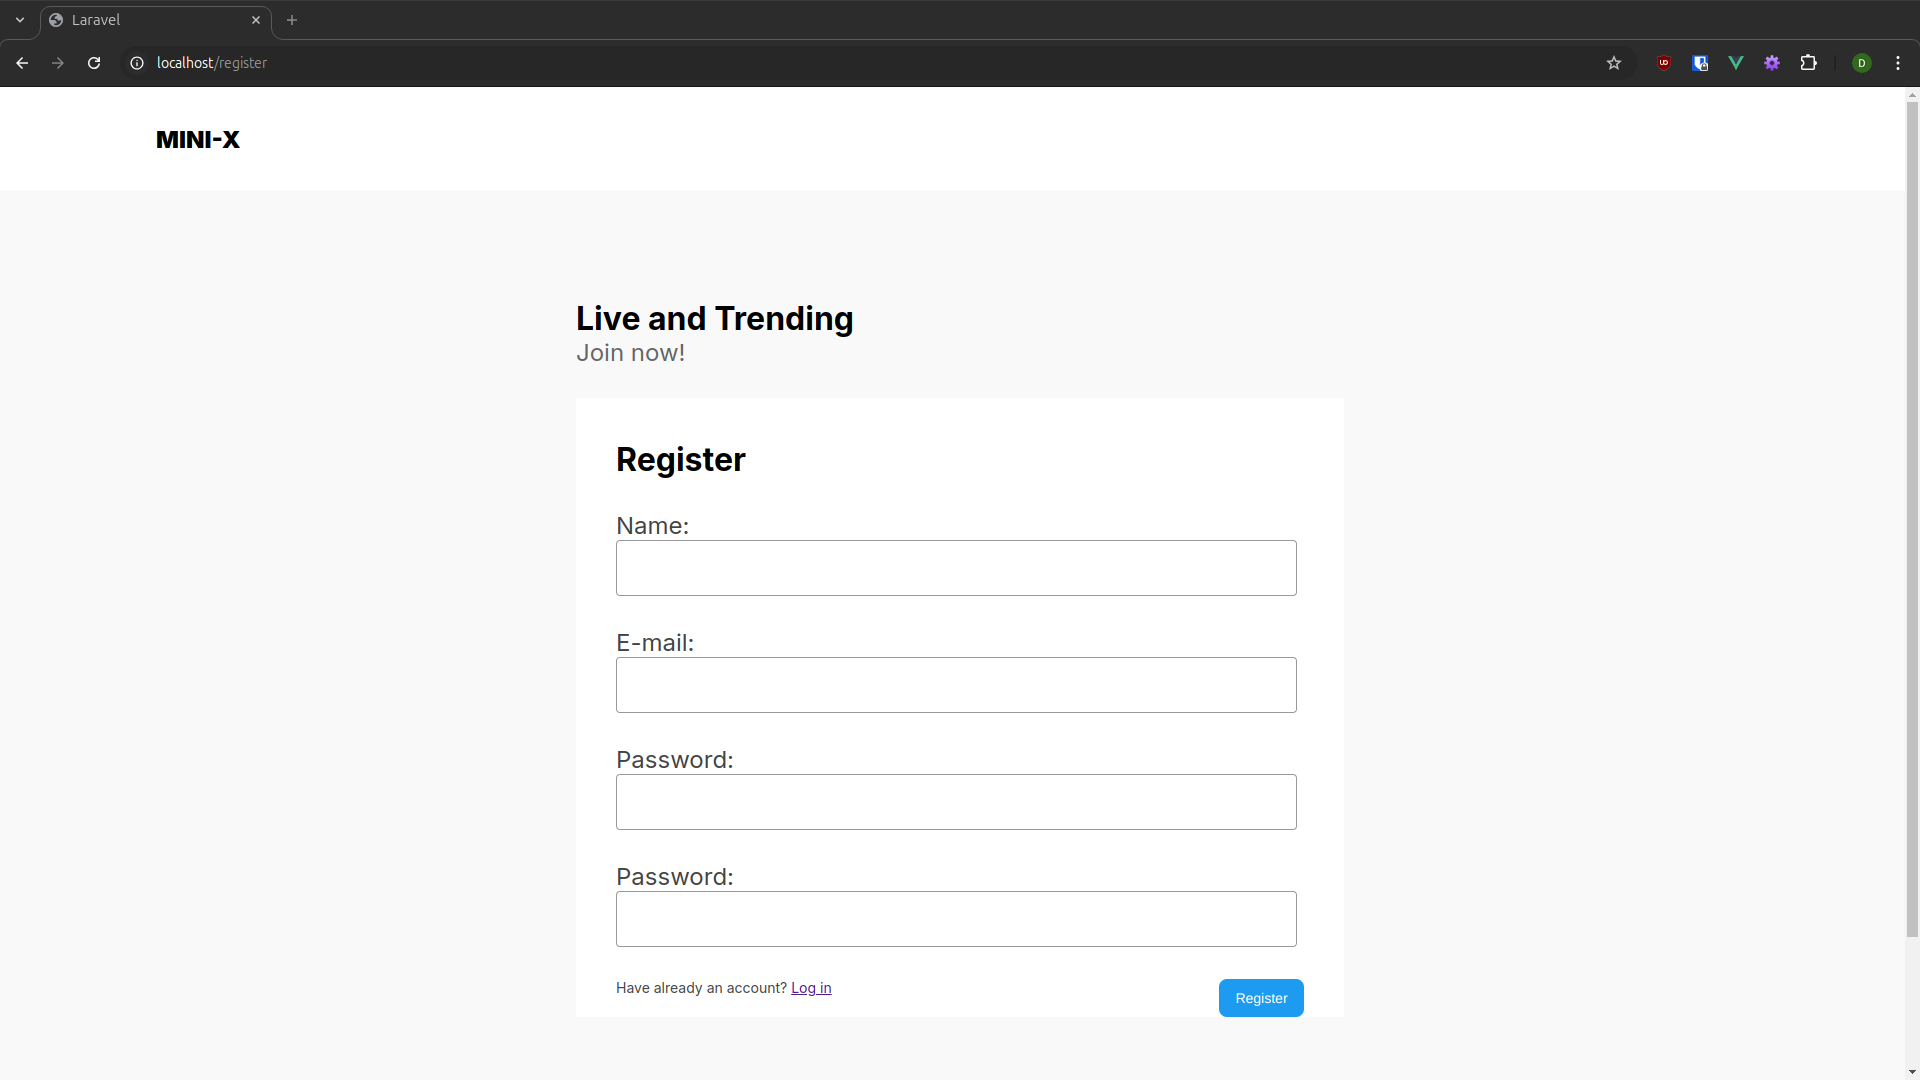 Laravel
localhost/register
D
MINI-X
Live and Trending
Join now!
Register
Name:
E-mail:
Password:
Password:
Have already an account? Log in
Register